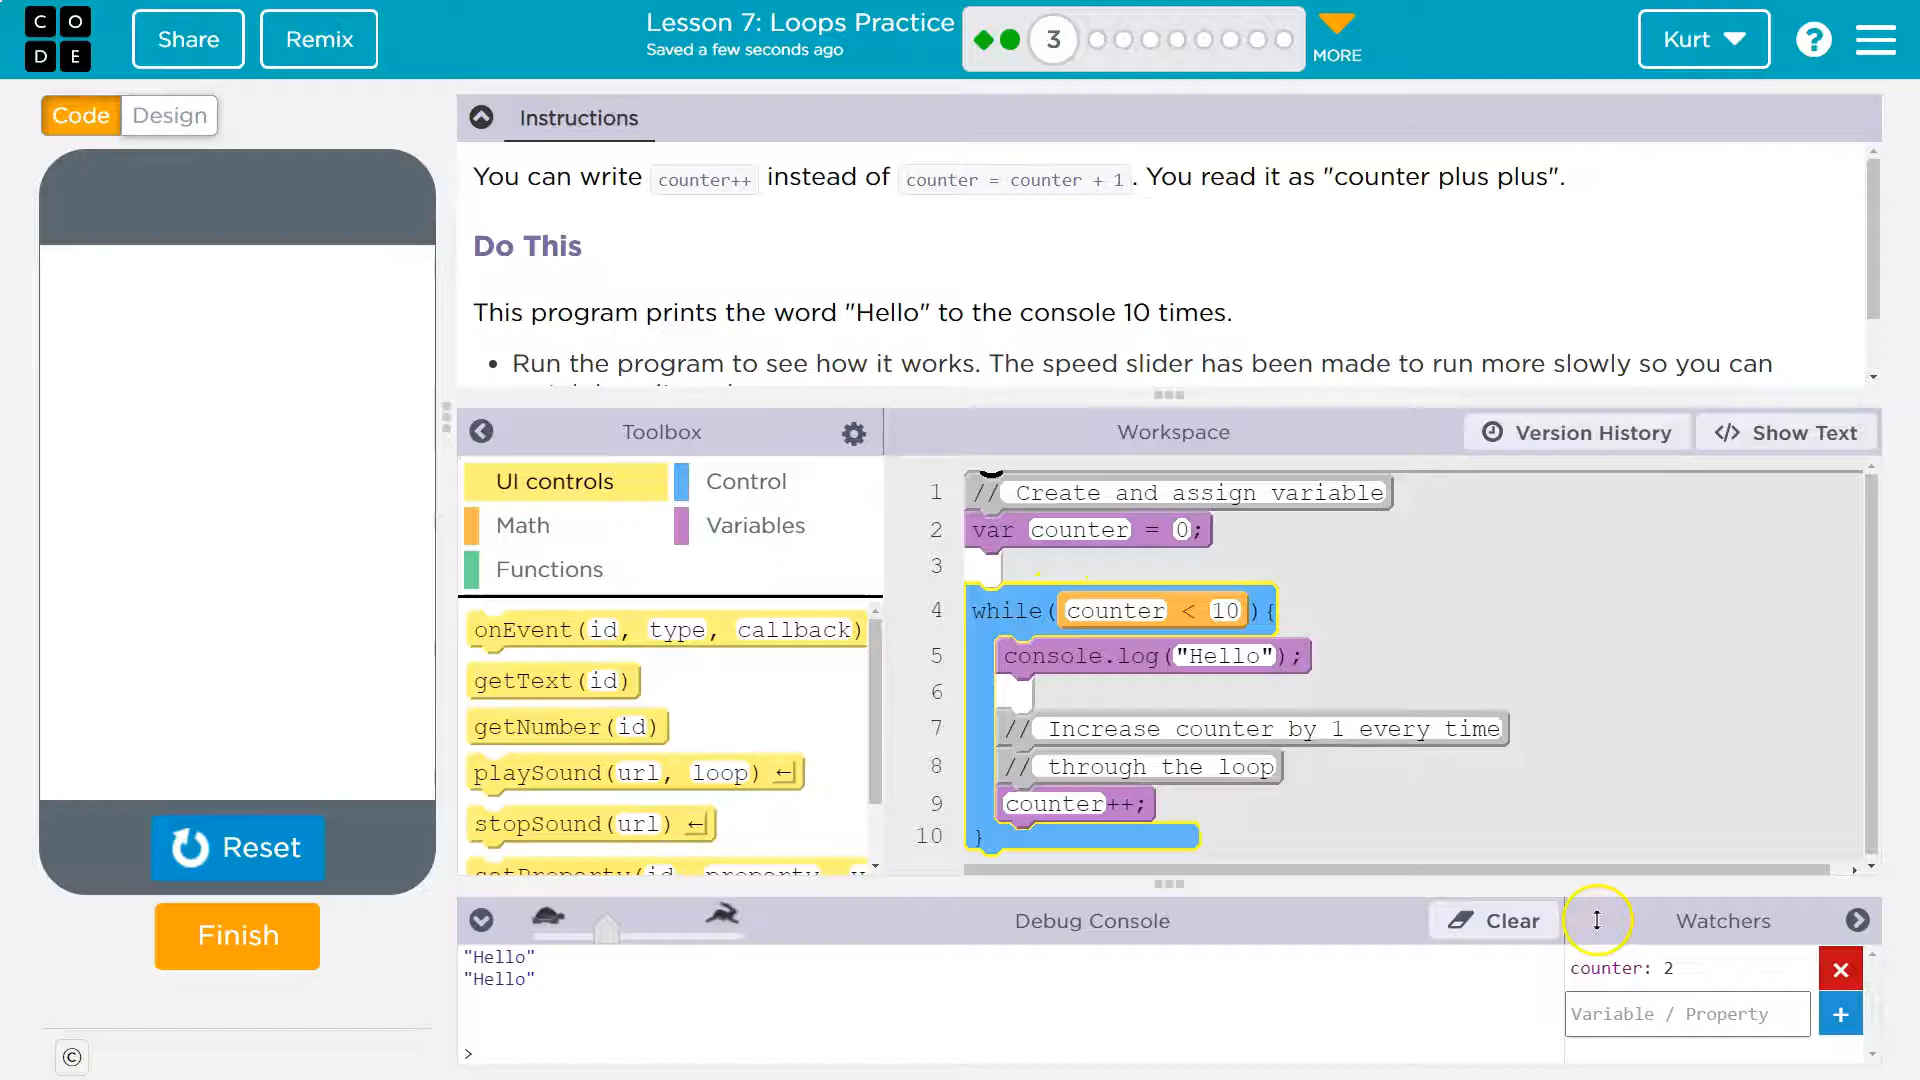 CO
DE
Share
Remix
Lesson 7: Loops Practice
Saved a few seconds ago
3
MORE
Kurt
?
Code
Design
Instructions
You can write counter++ instead of counter = counter + 1. You read it as "counter plus plus".
Do This
This program prints the word "Hello" to the console 10 times.
• Run the program to see how it works. The speed slider has been made to run more slowly so you can
Toolbox
Workspace
Version History
</> Show Text
UI controls
Control
Math
Variables
Functions
onEvent(id, type, callback)
getText(id)
getNumber(id)
playSound(url, loop)
stopSound(url)
1 // Create and assign variable
2 var counter = 0;
3
4 while(counter < 10){
5 console.log("Hello");
6
7 // Increase counter by 1 every time
8 // through the loop
9 counter++;
10 }
Reset
Finish
Debug Console
Clear
Watchers
"Hello"
"Hello"
>
counter: 2
Variable / Property
©